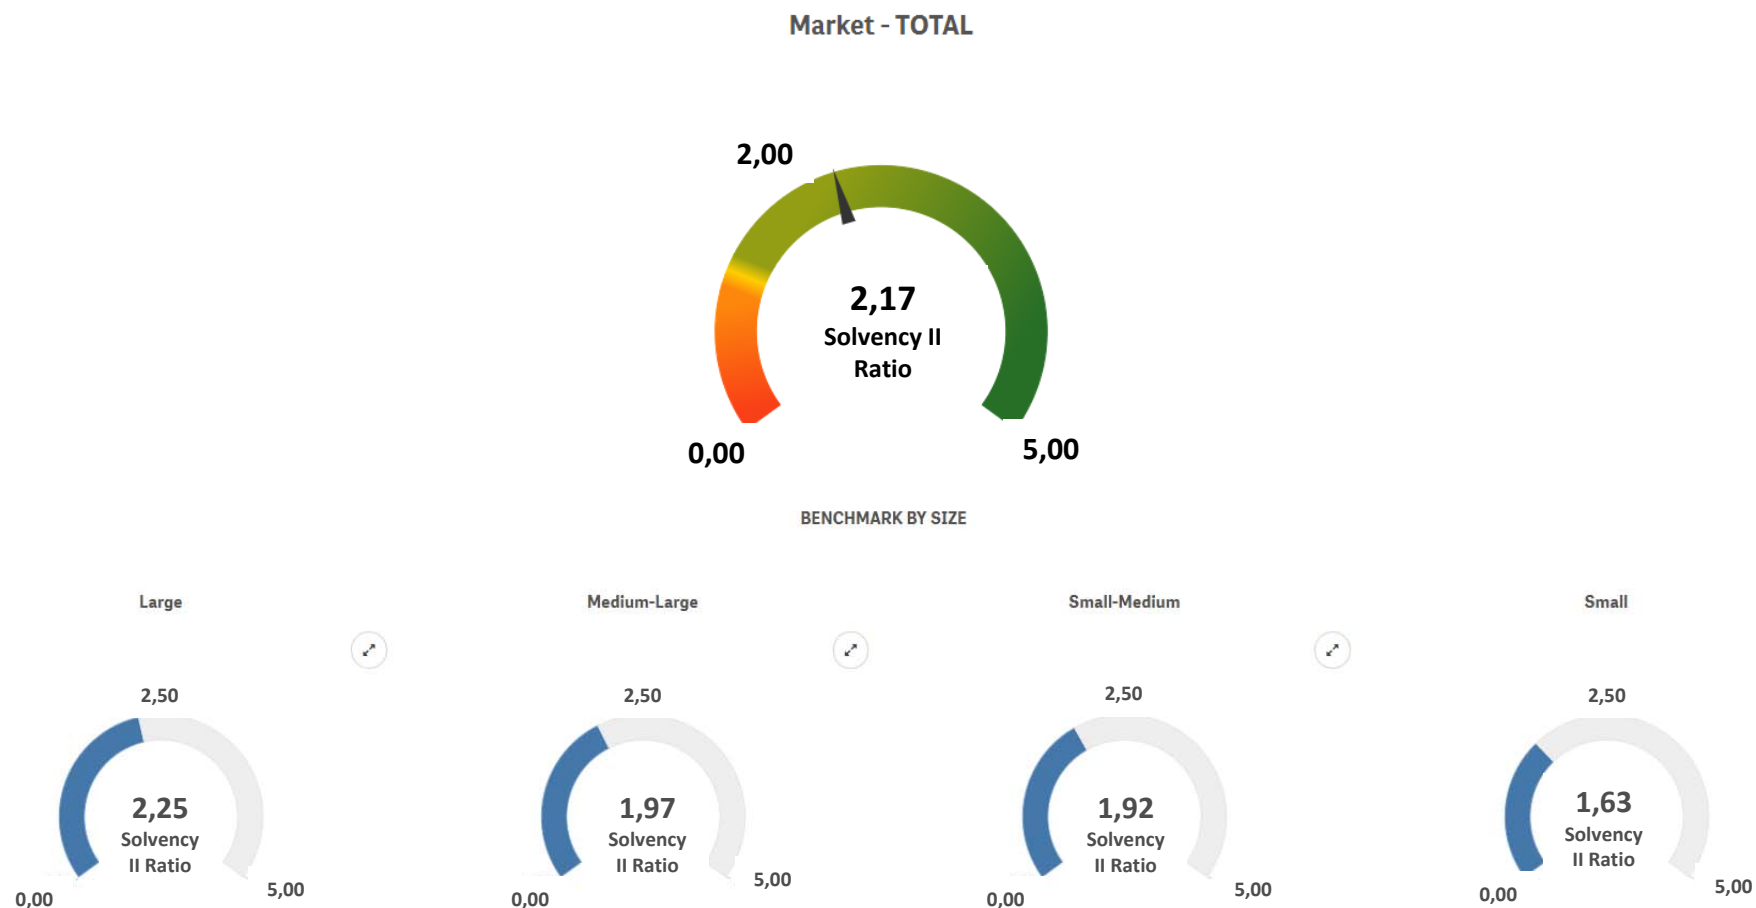 Market - TOTAL
2,00
2,17
Solvency II
Ratio
0,00
5,00
BENCHMARK BY SIZE
Large
Medium-Large
Small-Medium
Small
2,50
2,50
2,50
2,50
2,25
Solvency
II Ratio
0,00
5,00
1,97
Solvency
II Ratio
0,00
5,00
1,92
Solvency
II Ratio
0,00
5,00
1,63
Solvency
II Ratio
0,00
5,00